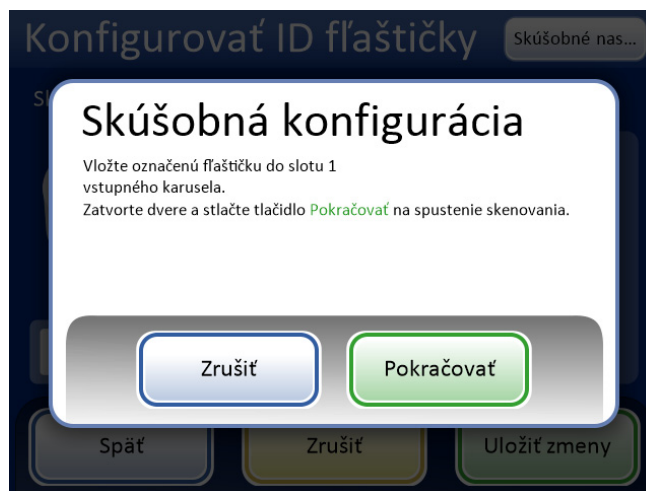 Konfigurovať ID fľaštičky
Skúšobné nas...
Skúšobná konfigurácia
Vložte označenú fľaštičku do slotu 1
vstupného karusela.
Zatvorte dvere a stlačte tlačidlo Pokračovať na spustenie skenovania.
Zrušiť
Pokračovať
Späť
Zrušiť
Uložiť zmeny